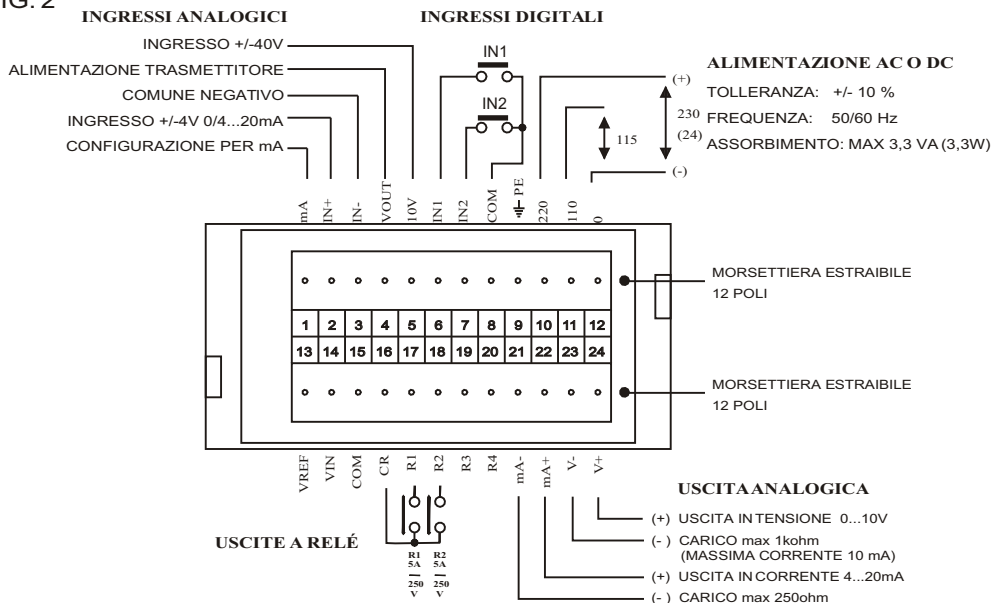 FIG. 2
INGRESSI ANALOGICI
INGRESSO +/-40V
ALIMENTAZIONE TRASMETTITORE
COMUNE NEGATIVO
INGRESSO +/-4V 0/4...20mA
CONFIGURAZIONE PER mA
INGRESSI DIGITALI
IN1
IN2
(+)
230
(24)
115
(-)
ALIMENTAZIONE AC O DC
TOLLERANZA: +/- 10 %
FREQUENZA: 50/60 Hz
ASSORBIMENTO: MAX 3,3 VA (3,3W)
mA IN+ IN- VOUT 10V IN1 IN2 COM PE 220 110 0
MORSETTIERA ESTRAIBILE
12 POLI
1 2 3 4 5 6 7 8 9 10 11 12
13 14 15 16 17 18 19 20 21 22 23 24
MORSETTIERA ESTRAIBILE
12 POLI
VREF VIN COM CR R1 R2 R3 R4 mA- mA+ V- V+
USCITE A RELÉ
R1
5A
250
V
R2
5A
250
V
USCITA ANALOGICA
(+) USCITA IN TENSIONE 0...10V
(-) CARICO max 1kohm
(MASSIMA CORRENTE 10 mA)
(+) USCITA IN CORRENTE 4...20mA
(-) CARICO max 250ohm